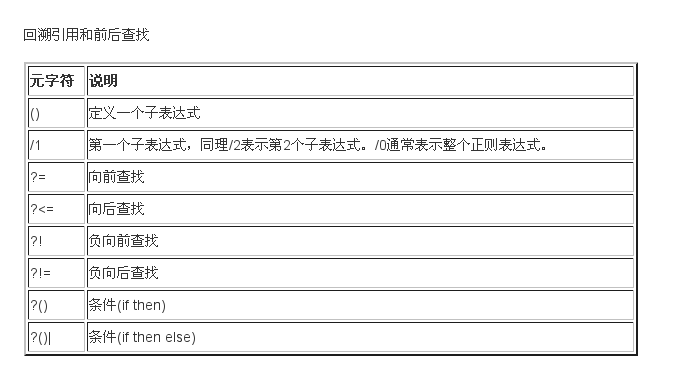 回溯引用和前后查找
元字符 说明
() 定义一个子表达式
/1 第一个子表达式，同理/2表示第2个子表达式。/0通常表示整个正则表达式。
?= 向前查找
?<= 向后查找
?! 负向前查找
?!= 负向后查找
?() 条件(if then)
?()| 条件(if then else)